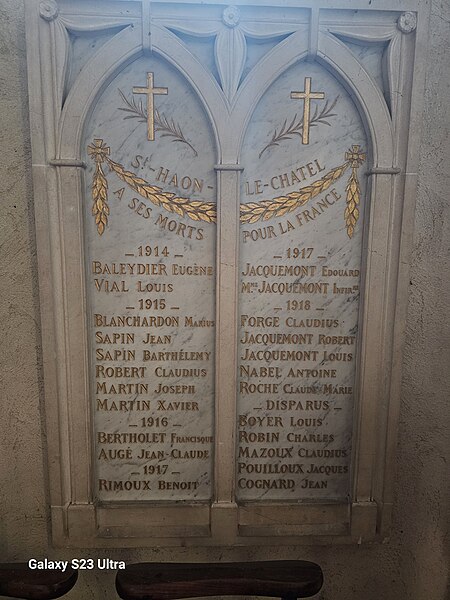 St-HAON-
A SES MORTS
1914
BALEYDIER EUGÈNE
VIAL LOUIS
1915
BLANCHARDON MARIUS
SAPIN JEAN
SAPIN BARTHÉLEMY
ROBERT CLAUDIUS
MARTIN JOSEPH
MARTIN XAVIER
1916
BERTHOLET FRANCISQUE
AUGÉ JEAN-CLAUDE
1917
RIMOUX BENOIT
LE-CHATEL
POUR LA FRANCE
1917
JACQUEMONT EDOUARD
JACQUEMONT
1918
FORGE CLAUDIUS
JACQUEMONT ROBERT
JACQUEMONT LOUIS
NABEL ANTOINE
ROCHE CLAUDE-MARIE
DISPARUS
BOYER LOUIS
ROBIN CHARLES
MAZOUX CLAUDIUS
POUILLOUX JACQUES
COGNARD JEAN
Galaxy S23 Ultra